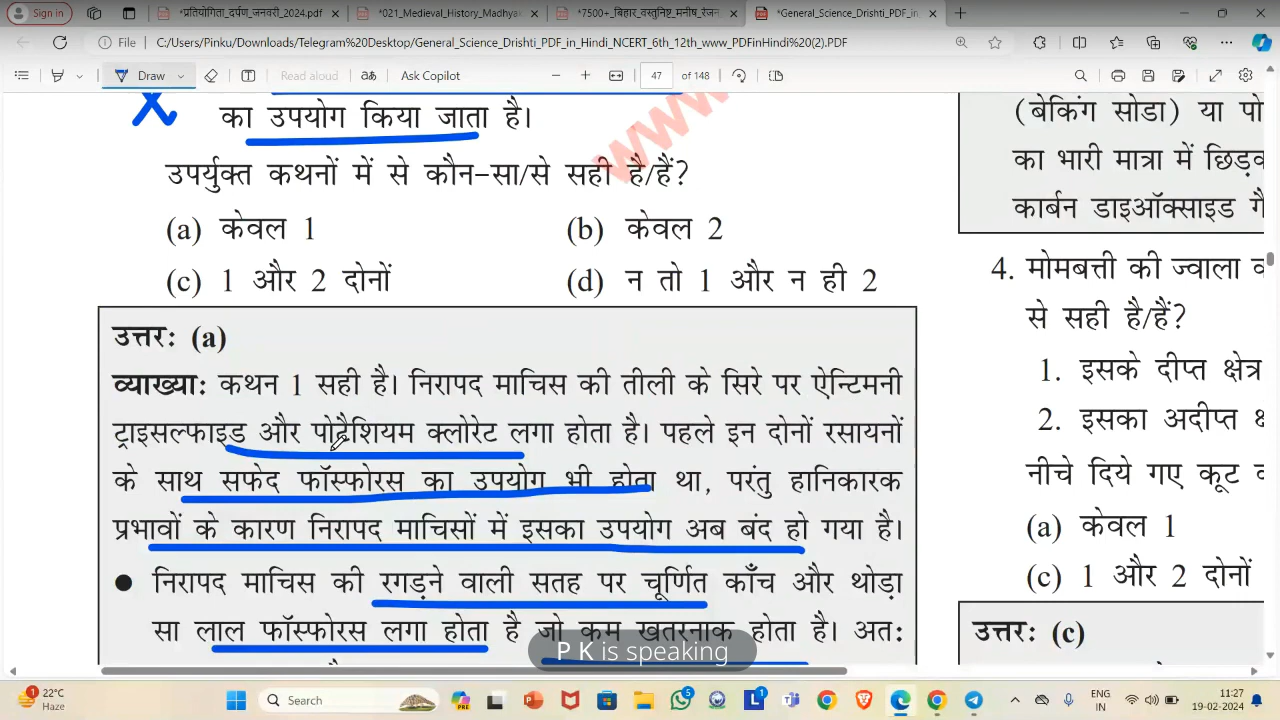 Sign in
*प्रतियोगिता_दर्पण_जनवरी_2024.pdf
*021_Medieval_History_Madhyak
*7500+_बिहार_वस्तुनिष्ठ_मनीष_रंजन
*General_Science_Drishti_PDF_in
File
C:/Users/Pinku/Downloads/Telegram Desktop/General_Science_Drishti_PDF_in_Hindi_NCERT_6th_12th_www_PDFinHindi (2).PDF
Draw
Read aloud
Ask Copilot
47
of 148
www
का उपयोग किया जाता है।
उपर्युक्त कथनों में से कौन-सा/से सही है/हैं?
(a) केवल 1
(b) केवल 2
(c) 1 और 2 दोनों
(d) न तो 1 और न ही 2
उत्तर: (a)
व्याख्या: कथन 1 सही है। निरापद माचिस की तीली के सिरे पर ऐन्टिमनी
ट्राइसल्फाइड और पोटैशियम क्लोरेट लगा होता है। पहले इन दोनों रसायनों
के साथ सफेद फॉस्फोरस का उपयोग भी होता था, परंतु हानिकारक
प्रभावों के कारण निरापद माचिसों में इसका उपयोग अब बंद हो गया है।
● निरापद माचिस की रगड़ने वाली सतह पर चूर्णित काँच और थोड़ा
सा लाल फॉस्फोरस लगा होता है जो कम खतरनाक होता है। अत:
P K is speaking
(बेकिंग सोडा) या पो
का भारी मात्रा में छिड़क
कार्बन डाइऑक्साइड गै
4. मोमबत्ती की ज्वाला व
से सही है/हैं?
1. इसके दीप्त क्षेत्र
2. इसका अदीप्त क्ष
नीचे दिये गए कूट व
(a) केवल 1
(c) 1 और 2 दोनों
उत्तर: (c)
22°C
Haze
Search
ENG
IN
11:27
19-02-2024